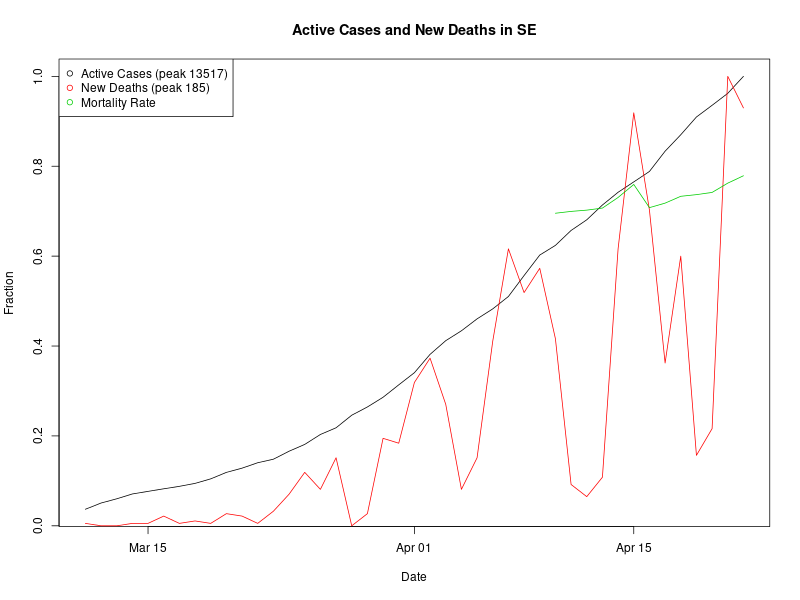 Active Cases and New Deaths in SE
Active Cases (peak 13517)
New Deaths (peak 185)
Mortality Rate
1.0
0.8
0.6
0.4
0.2
0.0
Fraction
Mar 15
Apr 01
Apr 15
Date